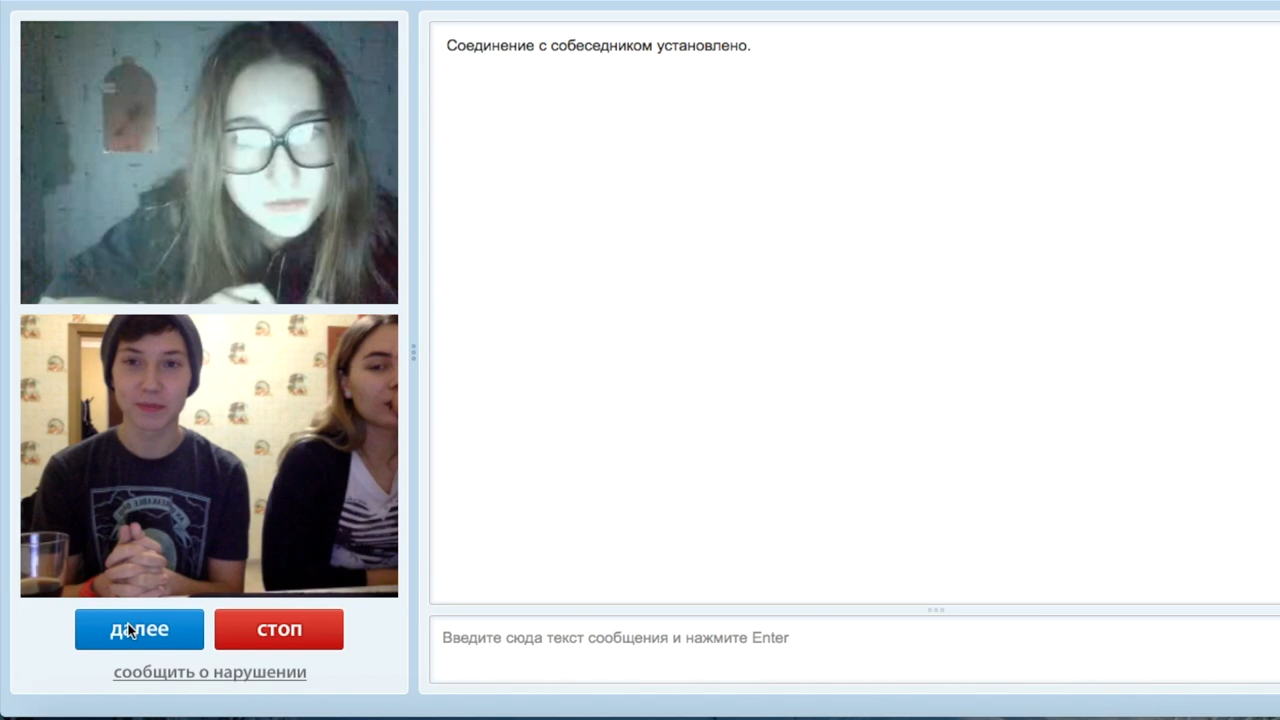 Соединение с собеседником установлено.
далее
стоп
сообщить о нарушении
Введите сюда текст сообщения и нажмите Enter